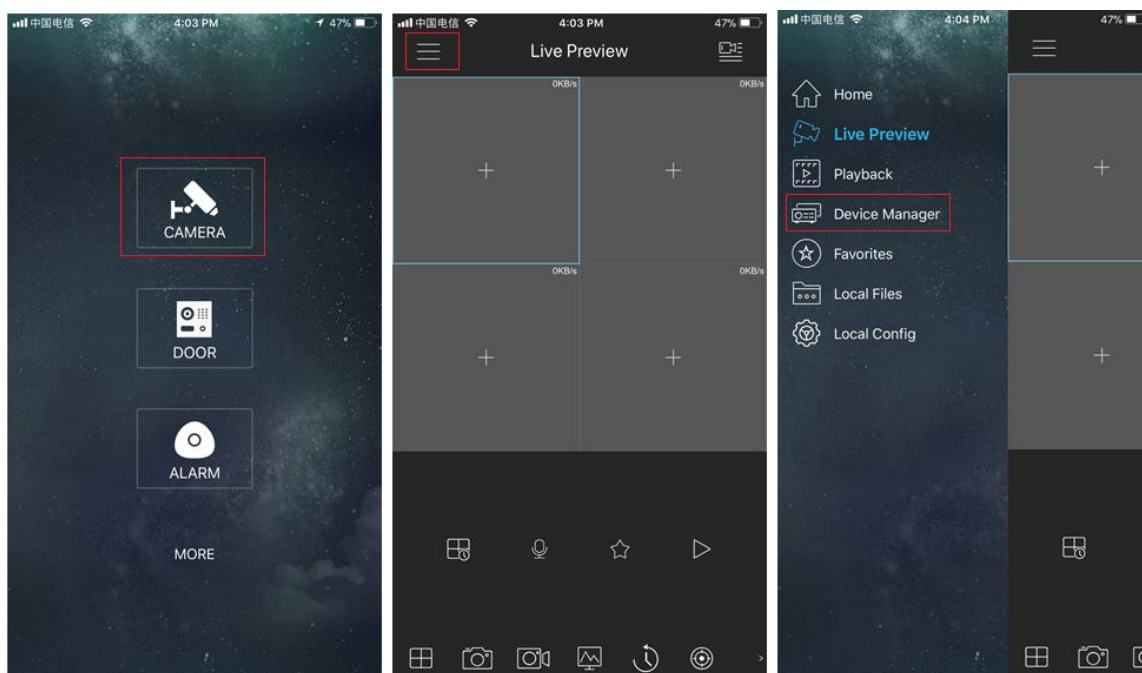 中国电信 4:03 PM 47%
CAMERA
DOOR
ALARM
MORE
中国电信 4:03 PM 47%
Live Preview
0KB/s 0KB/s
0KB/s 0KB/s
中国电信 4:04 PM 47%
Home
Live Preview
Playback
Device Manager
Favorites
Local Files
Local Config